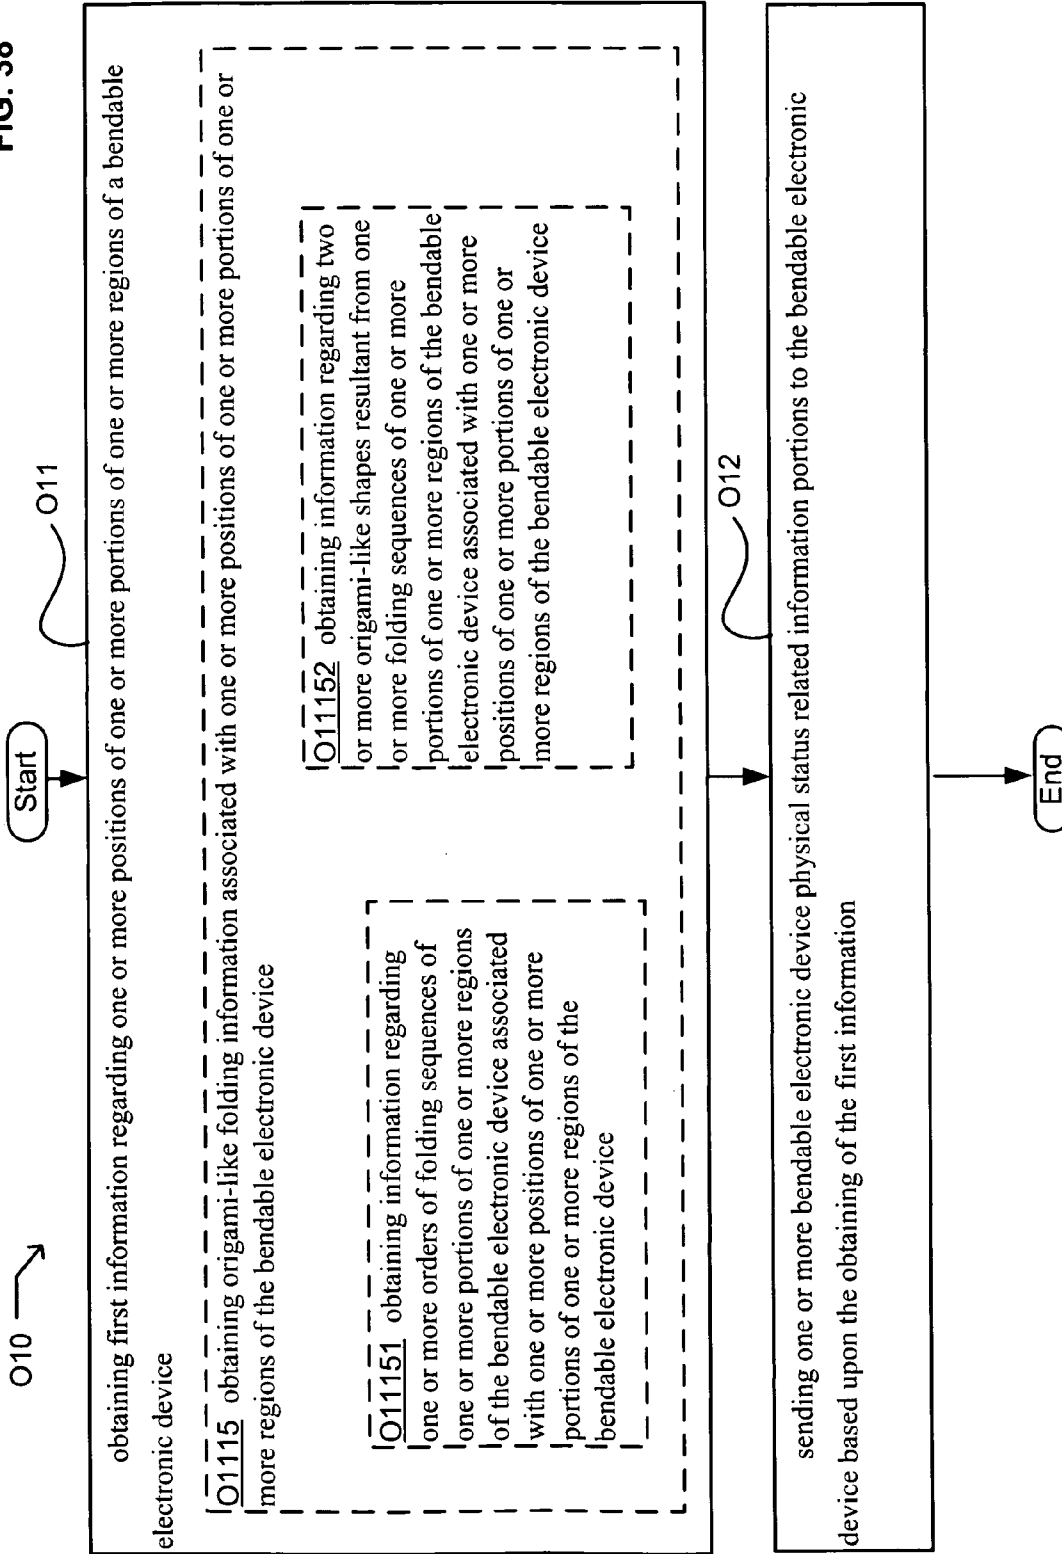 FIG. 38
O10
Start
O11
obtaining first information regarding one or more positions of one or more portions of one or more regions of a bendable
electronic device
O1115 obtaining origami-like folding information associated with one or more positions of one or more portions of one or
more regions of the bendable electronic device
O11151 obtaining information regarding
one or more orders of folding sequences of
one or more portions of one or more regions
of the bendable electronic device associated
with one or more positions of one or more
portions of one or more regions of the
bendable electronic device
O11152 obtaining information regarding two
or more origami-like shapes resultant from one
or more folding sequences of one or more
portions of one or more regions of the bendable
electronic device associated with one or more
positions of one or more portions of one or
more regions of the bendable electronic device
O12
sending one or more bendable electronic device physical status related information portions to the bendable electronic
device based upon the obtaining of the first information
End